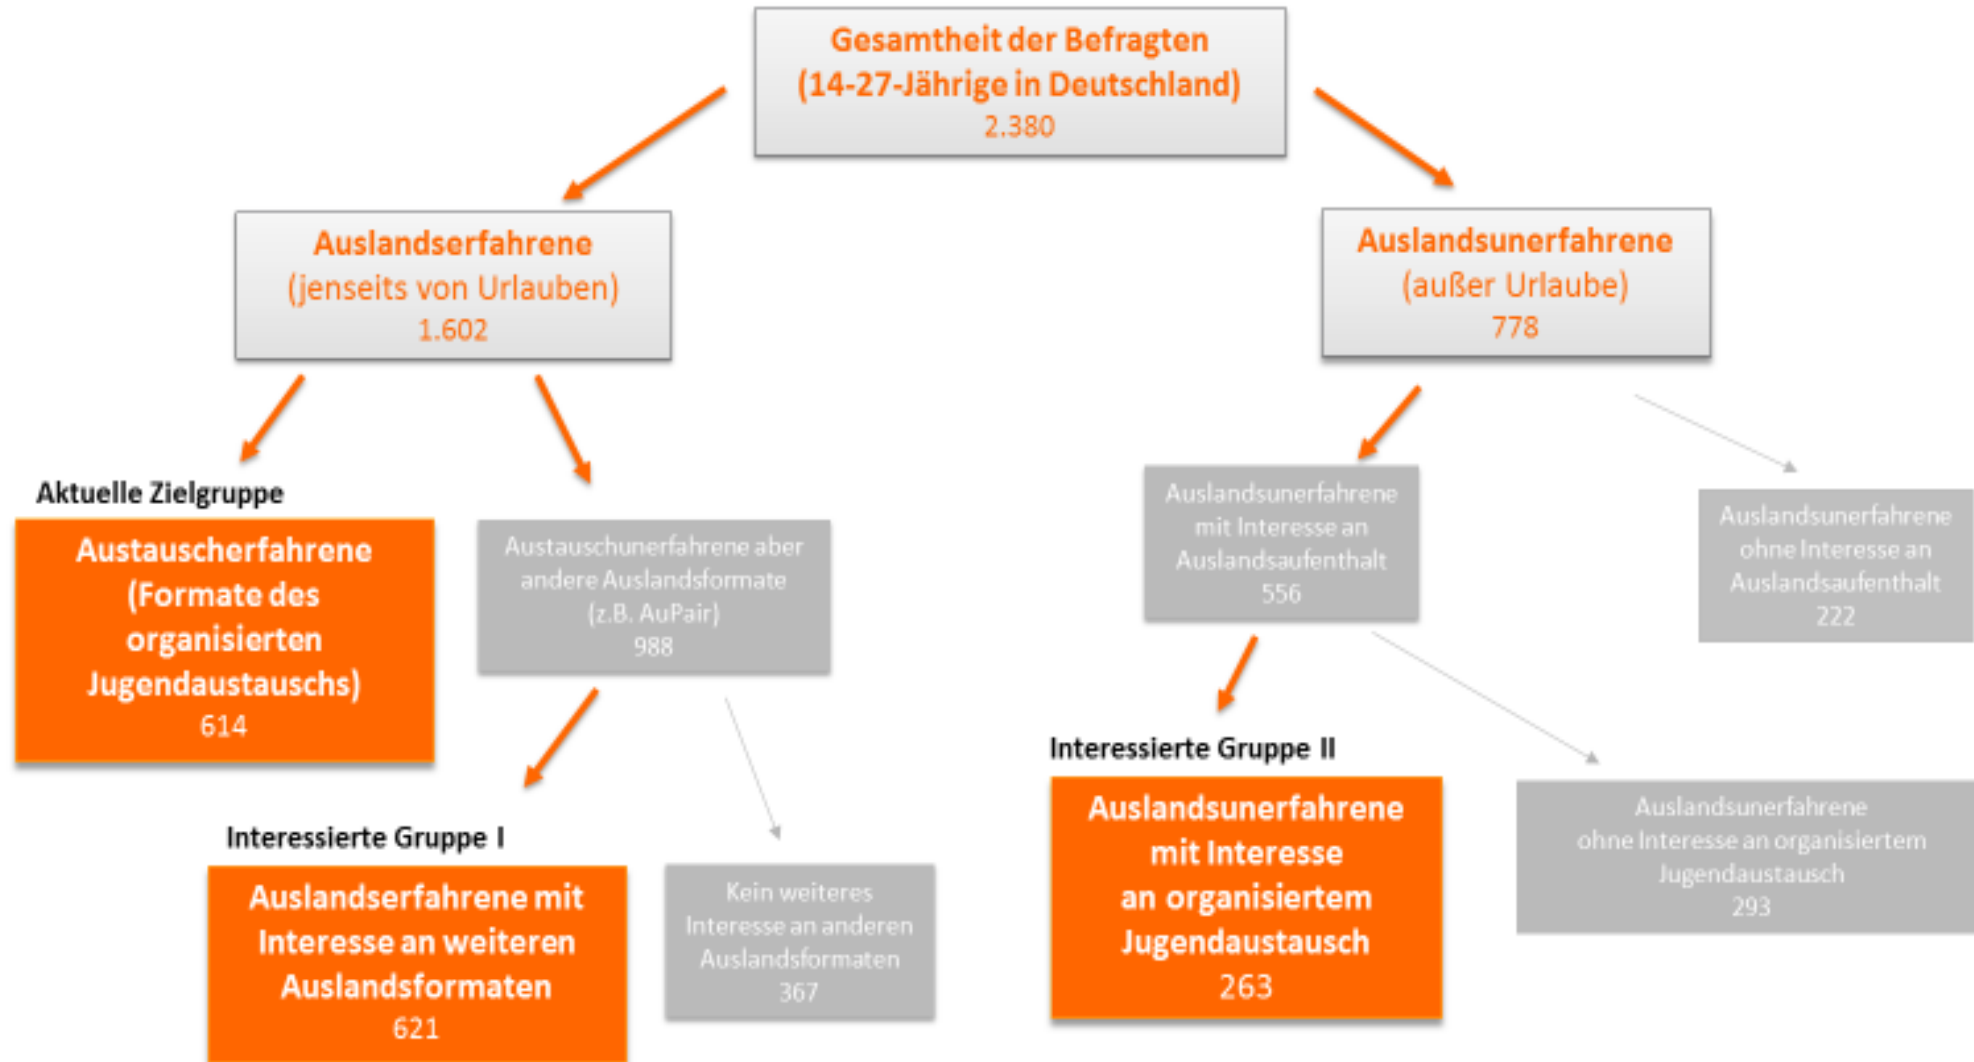 Gesamtheit der Befragten
(14-27-Jährige in Deutschland)
2.380
Auslandserfahrene
(jenseits von Urlauben)
1.602
Auslandsunerfahrene
(außer Urlaube)
778
Aktuelle Zielgruppe
Austauscherfahrene
(Formate des
organisierten
Jugendaustauschs)
614
Austauschunerfahrene aber
andere Auslandsformate
(z.B. AuPair)
988
Auslandsunerfahrene
mit Interesse an
Auslandsaufenthalt
556
Auslandsunerfahrene
ohne Interesse an
Auslandsaufenthalt
222
Interessierte Gruppe I
Auslandserfahrene mit
Interesse an weiteren
Auslandsformaten
621
Kein weiteres
Interesse an anderen
Auslandsformaten
367
Interessierte Gruppe II
Auslandsunerfahrene
mit Interesse
an organisiertem
Jugendaustausch
263
Auslandsunerfahrene
ohne Interesse an organisiertem
Jugendaustausch
293